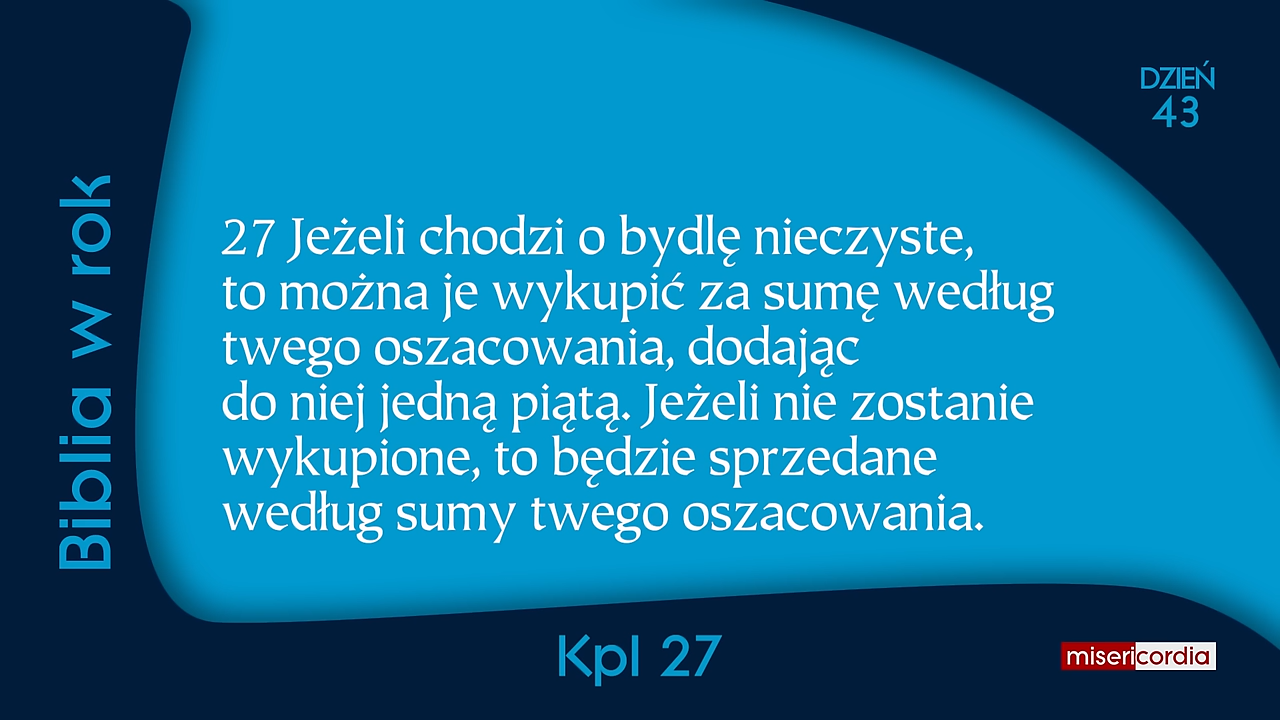 DZIEŃ
43
Biblia w rok
27 Jeżeli chodzi o bydlę nieczyste,
to można je wykupić za sumę według
twego oszacowania, dodając
do niej jedną piątą. Jeżeli nie zostanie
wykupione, to będzie sprzedane
według sumy twego oszacowania.
Kpl 27
misericordia